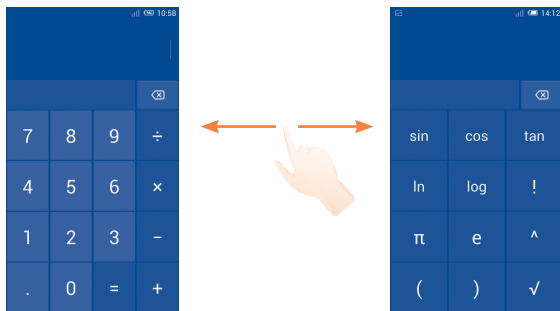 10:58
7 8 9 ÷
4 5 6 ×
1 2 3 −
. 0 = +
14:12
sin cos tan
ln log !
π e ^
( ) √